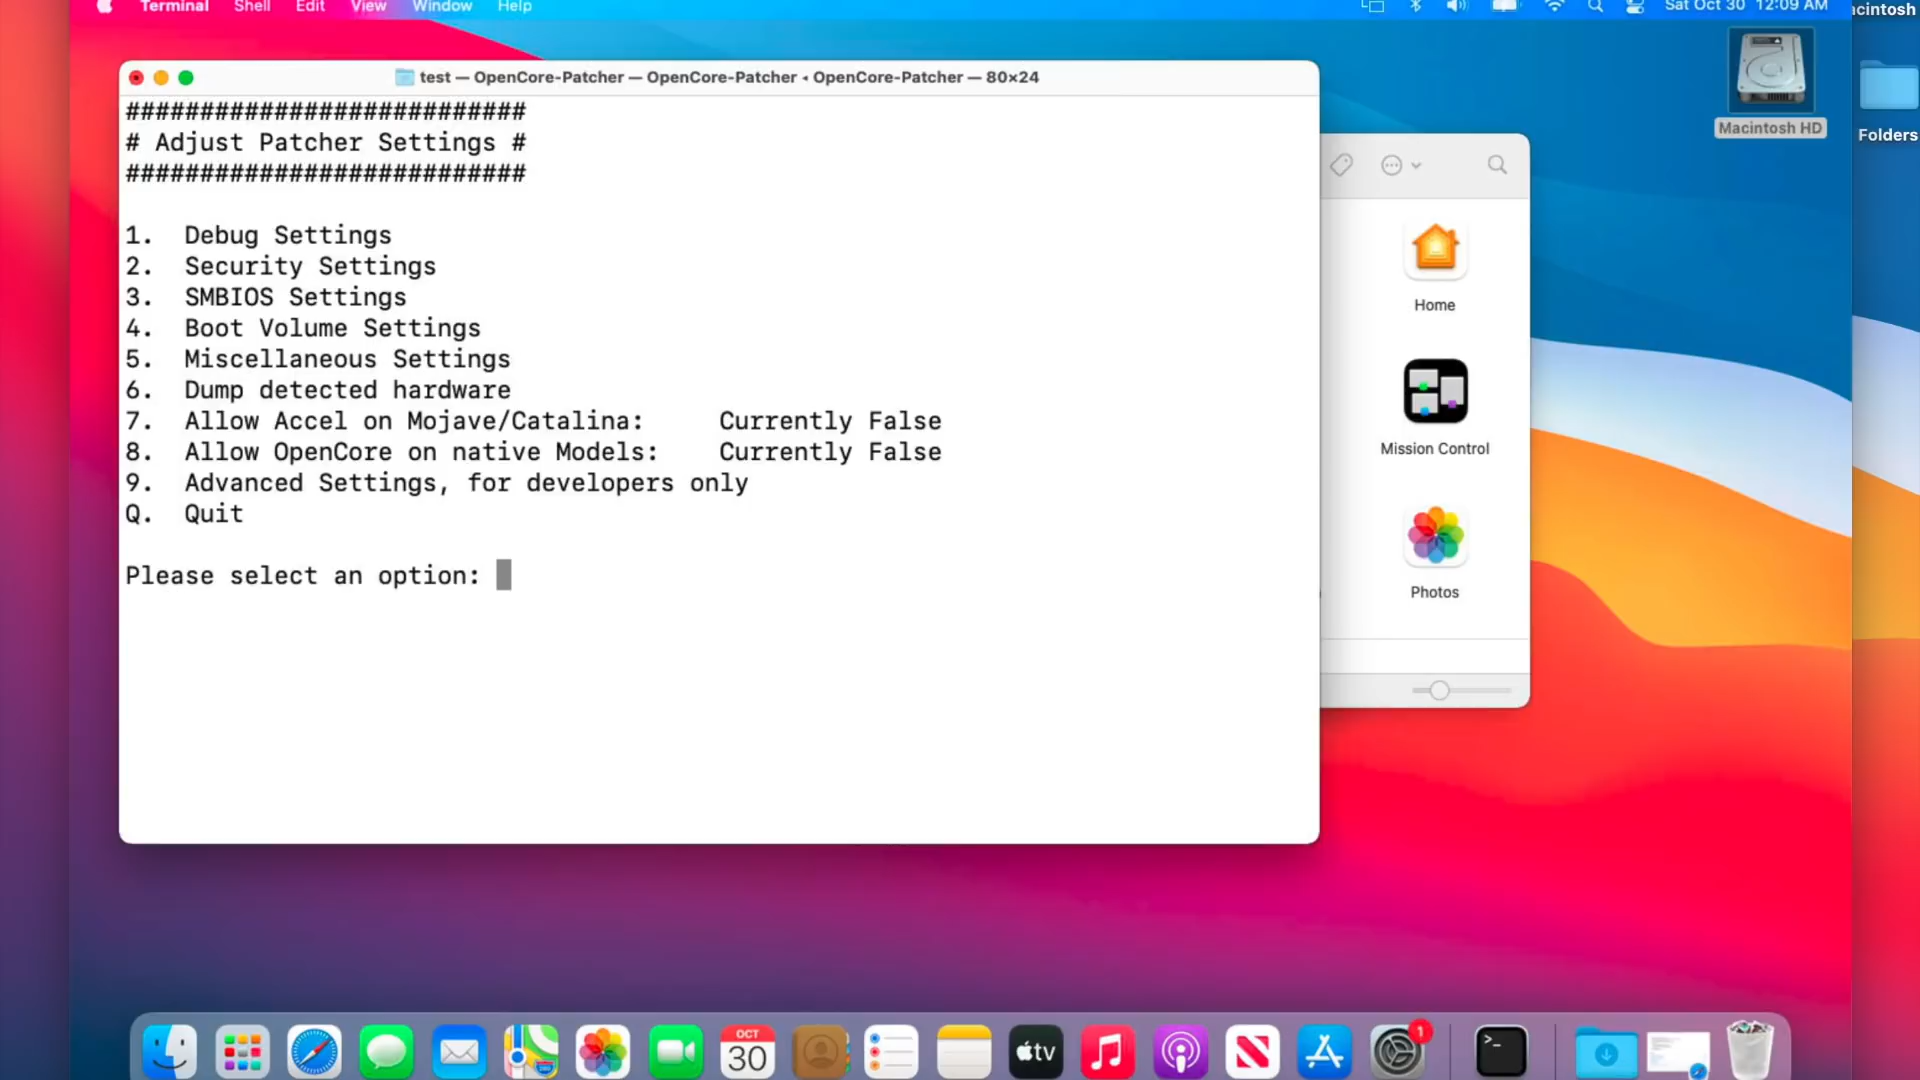 Terminal Shell Edit View Window Help Sat Oct 30 12:09 AM
acintosh
test — OpenCore-Patcher — OpenCore-Patcher ◂ OpenCore-Patcher — 80×24
###########################
# Adjust Patcher Settings #
###########################
1. Debug Settings
2. Security Settings
3. SMBIOS Settings
4. Boot Volume Settings
5. Miscellaneous Settings
6. Dump detected hardware
7. Allow Accel on Mojave/Catalina: Currently False
8. Allow OpenCore on native Models: Currently False
9. Advanced Settings, for developers only
Q. Quit
Please select an option:
Macintosh HD
Folders
Home
Mission Control
Photos
OCT
30
tv
1
>_